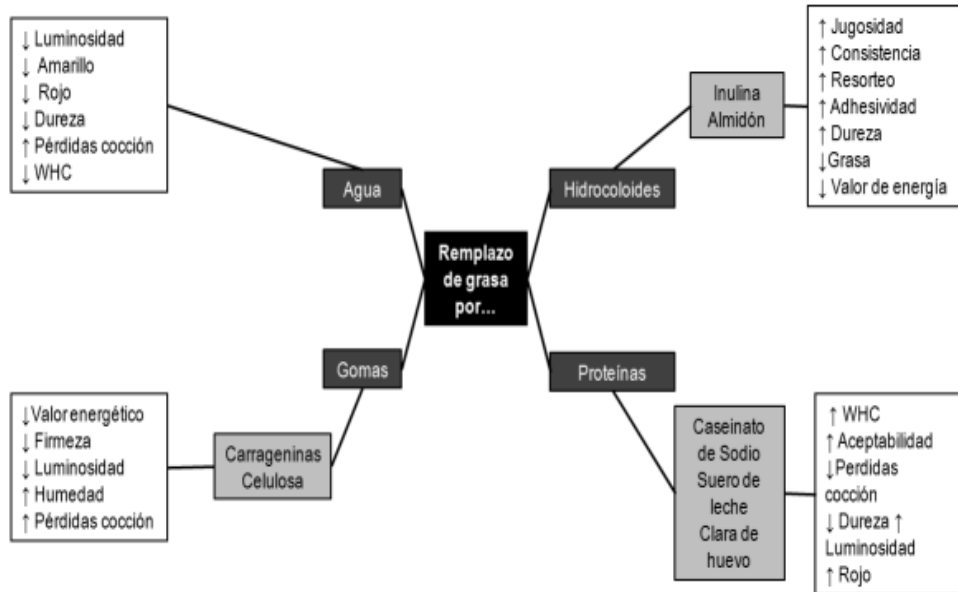 ↓ Luminosidad
↓ Amarillo
↓ Rojo
↓ Dureza
↑ Pérdidas cocción
↓ WHC
Agua
Hidrocoloides
Inulina
Almidón
↑ Jugosidad
↑ Consistencia
↑ Resorteo
↑ Adhesividad
↑ Dureza
↓Grasa
↓ Valor de energía
Remplazo
de grasa
por...
Gomas
Proteínas
↓Valor energético
↓ Firmeza
↓ Luminosidad
↑ Humedad
↑ Pérdidas cocción
Carrageninas
Celulosa
Caseinato
de Sodio
Suero de
leche
Clara de
huevo
↑ WHC
↑ Aceptabilidad
↓Perdidas
cocción
↓ Dureza ↑
Luminosidad
↑ Rojo